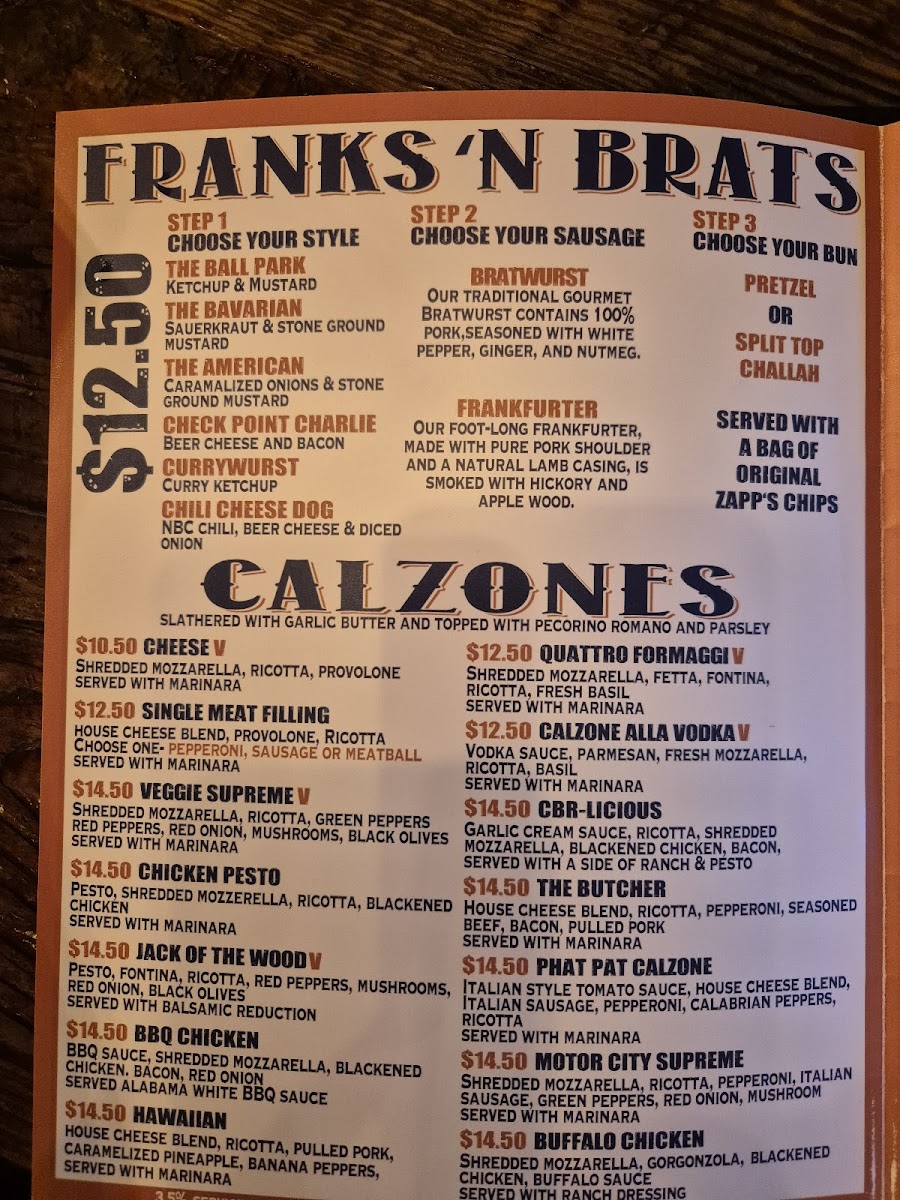 FRANKS 'N BRATS
$12.50
STEP 1
CHOOSE YOUR STYLE
THE BALL PARK
KETCHUP & MUSTARD
THE BAVARIAN
SAUERKRAUT & STONE GROUND
MUSTARD
THE AMERICAN
CARAMALIZED ONIONS & STONE
GROUND MUSTARD
CHECK POINT CHARLIE
BEER CHEESE AND BACON
CURRYWURST
CURRY KETCHUP
CHILI CHEESE DOG
NBC CHILI, BEER CHEESE & DICED
ONION
STEP 2
CHOOSE YOUR SAUSAGE
BRATWURST
OUR TRADITIONAL GOURMET
BRATWURST CONTAINS 100%
PORK,SEASONED WITH WHITE
PEPPER, GINGER, AND NUTMEG.
FRANKFURTER
OUR FOOT-LONG FRANKFURTER,
MADE WITH PURE PORK SHOULDER
AND A NATURAL LAMB CASING, IS
SMOKED WITH HICKORY AND
APPLE WOOD.
STEP 3
CHOOSE YOUR BUN
PRETZEL
OR
SPLIT TOP
CHALLAH
SERVED WITH
A BAG OF
ORIGINAL
ZAPP'S CHIPS
CALZONES
SLATHERED WITH GARLIC BUTTER AND TOPPED WITH PECORINO ROMANO AND PARSLEY
$10.50 CHEESE V
SHREDDED MOZZARELLA, RICOTTA, PROVOLONE
SERVED WITH MARINARA
$12.50 SINGLE MEAT FILLING
HOUSE CHEESE BLEND, PROVOLONE, RICOTTA
CHOOSE ONE- PEPPERONI, SAUSAGE OR MEATBALL
SERVED WITH MARINARA
$14.50 VEGGIE SUPREME V
SHREDDED MOZZARELLA, RICOTTA, GREEN PEPPERS
RED PEPPERS, RED ONION, MUSHROOMS, BLACK OLIVES
SERVED WITH MARINARA
$14.50 CHICKEN PESTO
PESTO, SHREDDED MOZZERELLA, RICOTTA, BLACKENED
CHICKEN
SERVED WITH MARINARA
$14.50 JACK OF THE WOOD V
PESTO, FONTINA, RICOTTA, RED PEPPERS, MUSHROOMS,
RED ONION, BLACK OLIVES
SERVED WITH BALSAMIC REDUCTION
$14.50 BBQ CHICKEN
BBQ SAUCE, SHREDDED MOZZARELLA, BLACKENED
CHICKEN. BACON, RED ONION
SERVED ALABAMA WHITE BBQ SAUCE
$14.50 HAWAIIAN
HOUSE CHEESE BLEND, RICOTTA, PULLED PORK,
CARAMELIZED PINEAPPLE, BANANA PEPPERS,
SERVED WITH MARINARA
$12.50 QUATTRO FORMAGGI V
SHREDDED MOZZARELLA, FETTA, FONTINA,
RICOTTA, FRESH BASIL
SERVED WITH MARINARA
$12.50 CALZONE ALLA VODKA V
VODKA SAUCE, PARMESAN, FRESH MOZZARELLA,
RICOTTA, BASIL
SERVED WITH MARINARA
$14.50 CBR-LICIOUS
GARLIC CREAM SAUCE, RICOTTA, SHREDDED
MOZZARELLA, BLACKENED CHICKEN, BACON,
SERVED WITH A SIDE OF RANCH & PESTO
$14.50 THE BUTCHER
HOUSE CHEESE BLEND, RICOTTA, PEPPERONI, SEASONED
BEEF, BACON, PULLED PORK
SERVED WITH MARINARA
$14.50 PHAT PAT CALZONE
ITALIAN STYLE TOMATO SAUCE, HOUSE CHEESE BLEND,
ITALIAN SAUSAGE, PEPPERONI, CALABRIAN PEPPERS,
RICOTTA
SERVED WITH MARINARA
$14.50 MOTOR CITY SUPREME
SHREDDED MOZZARELLA, RICOTTA, PEPPERONI, ITALIAN
SAUSAGE, GREEN PEPPERS, RED ONION, MUSHROOM
SERVED WITH MARINARA
$14.50 BUFFALO CHICKEN
SHREDDED MOZZARELLA, GORGONZOLA, BLACKENED
CHICKEN, BUFFALO SAUCE
SERVED WITH RANCH DRESSING
3.5%